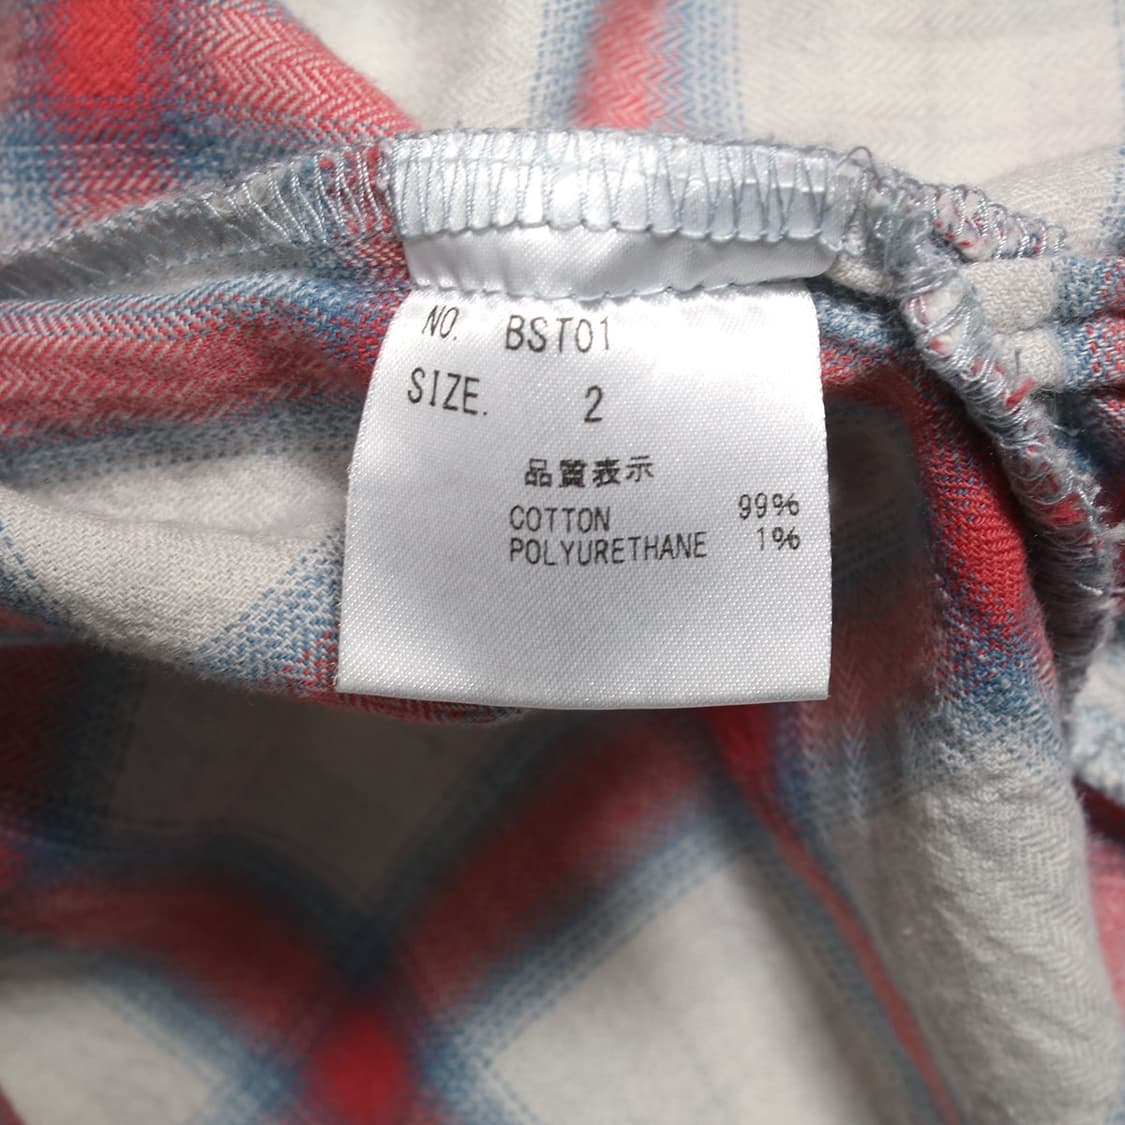 NO. BST01
SIZE. 2
品質表示
COTTON 99%
POLYURETHANE 1%